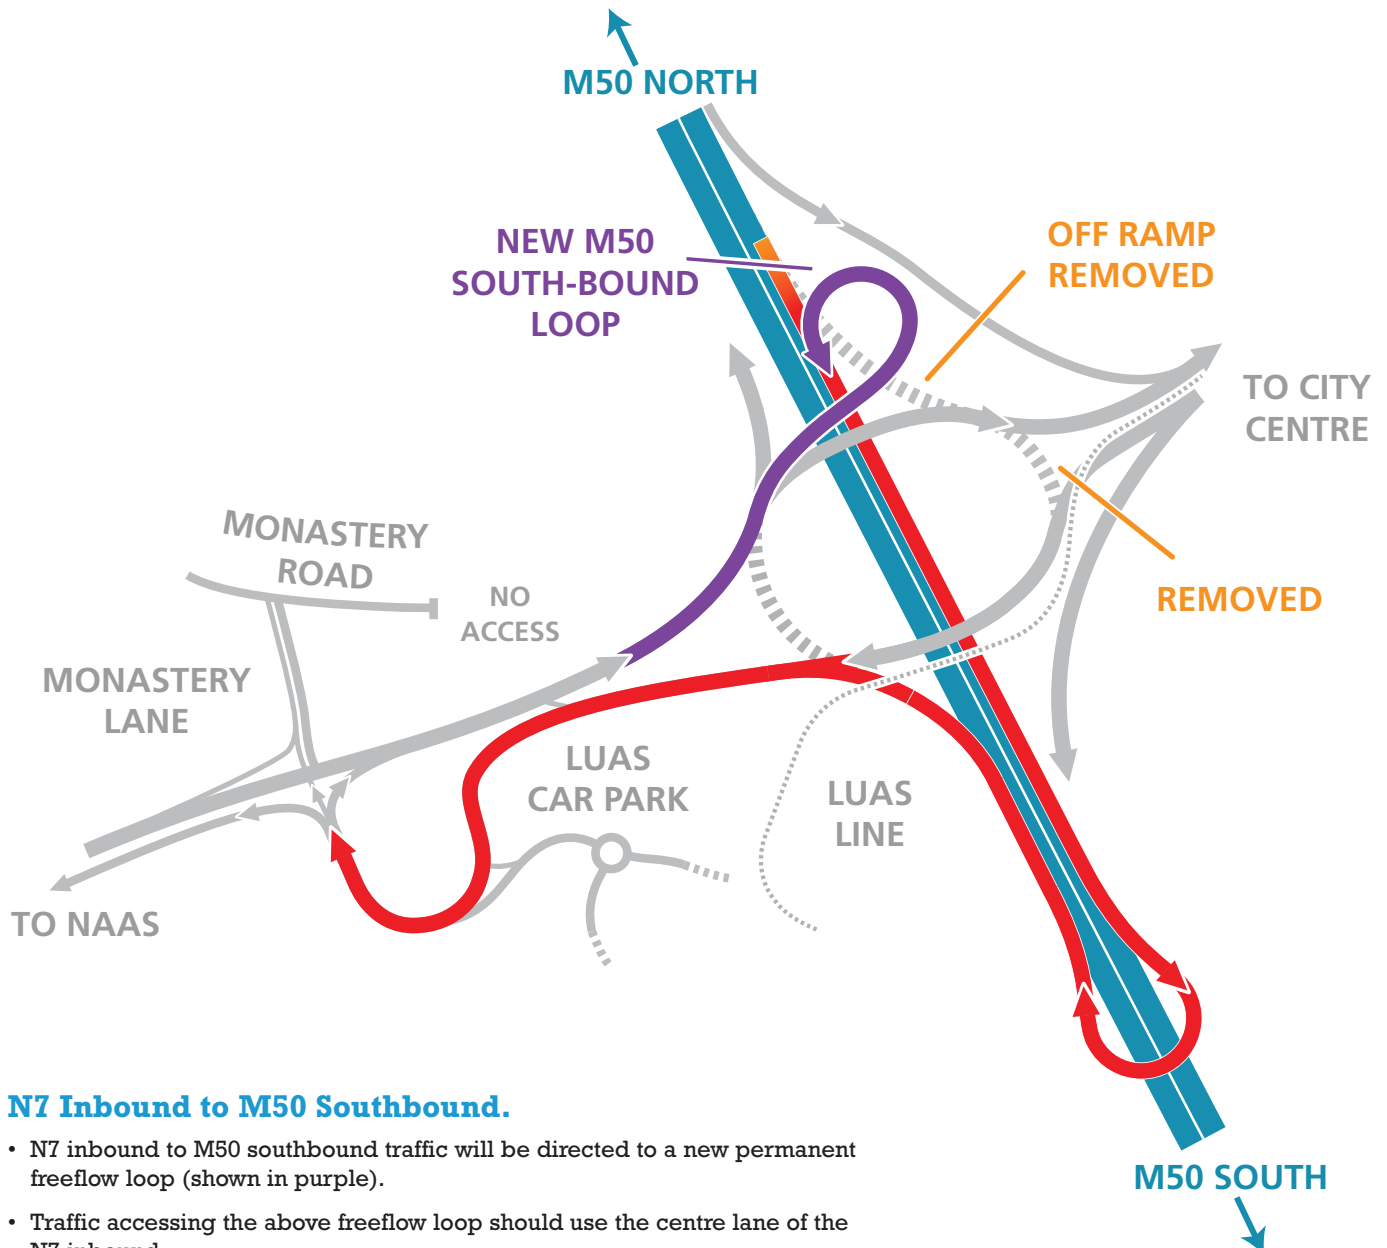 M50 NORTH
NEW M50
SOUTH-BOUND
LOOP
OFF RAMP
REMOVED
TO CITY
CENTRE
MONASTERY
ROAD
NO
ACCESS
REMOVED
MONASTERY
LANE
LUAS
CAR PARK
LUAS
LINE
TO NAAS
N7 Inbound to M50 Southbound.
• N7 inbound to M50 southbound traffic will be directed to a new permanent
freeflow loop (shown in purple).
M50 SOUTH
• Traffic accessing the above freeflow loop should use the centre lane of the
N7 inbound